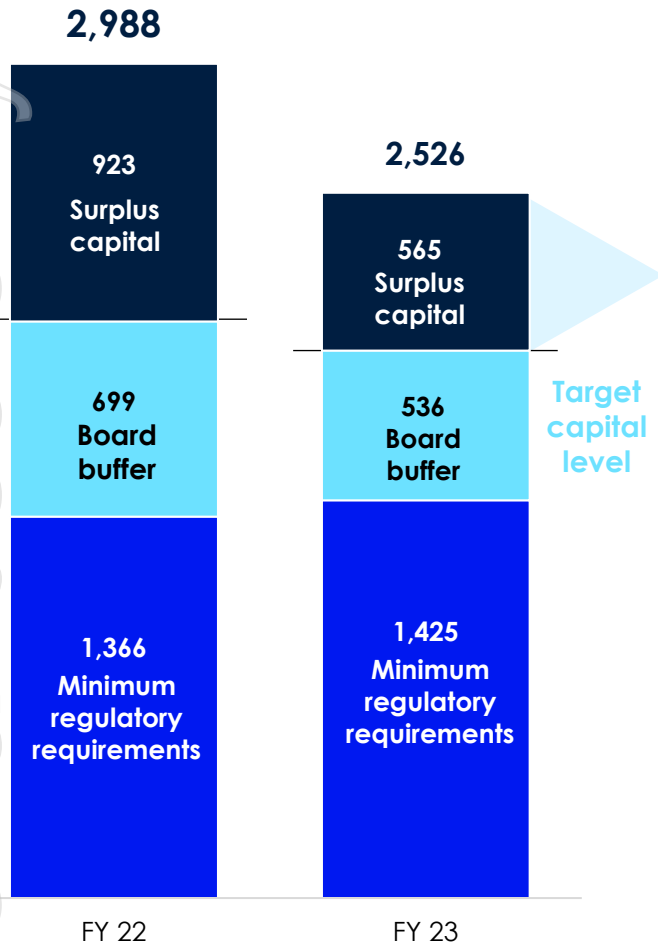 2,988
923
Surplus
capital
699
Board
buffer
1,366
Minimum
regulatory
requirements
FY 22
2,526
565
Surplus
capital
536
Board
buffer
1,425
Minimum
regulatory
requirements
FY 23
Target
capital
level